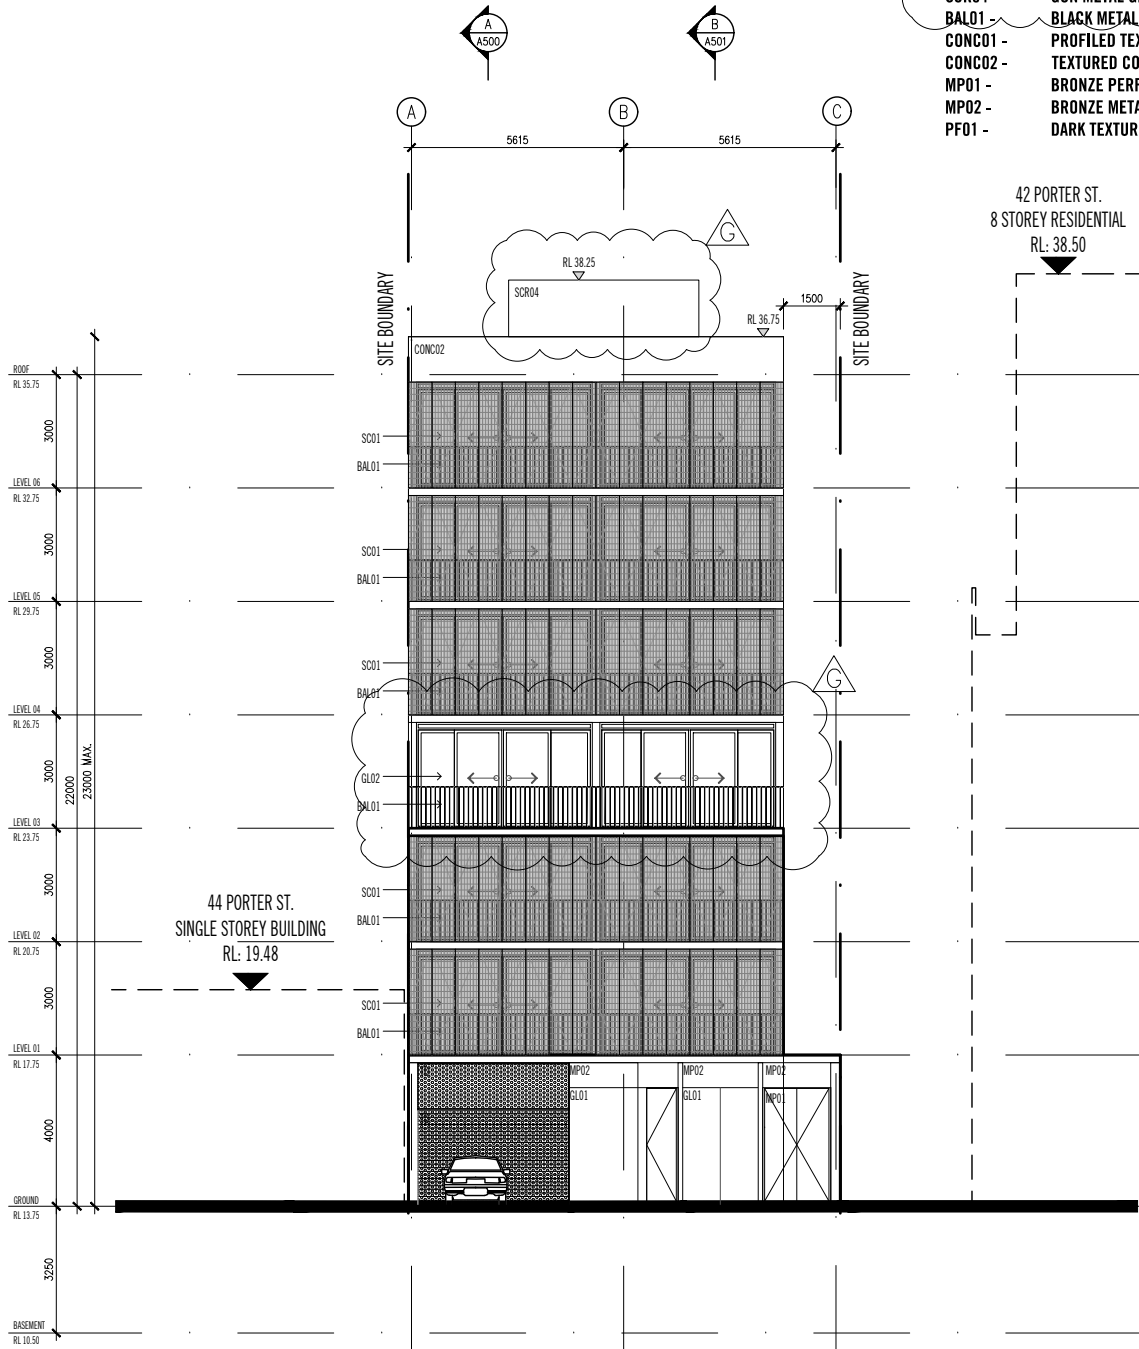 BAL01 - BLACK METAL
CONC01 - PROFILED TEX
CONC02 - TEXTURED CO
MP01 - BRONZE PERF
MP02 - BRONZE META
PF01 - DARK TEXTUR
A
A500
B
A501
A
B
C
5615
5615
42 PORTER ST.
8 STOREY RESIDENTIAL
RL: 38.50
G
RL 38.25
SCR04
SITE BOUNDARY
SITE BOUNDARY
1500
RL 36.75
CONC02
ROOF
RL 35.75
3000
SC01
BAL01
LEVEL 06
RL 32.75
3000
SC01
BAL01
LEVEL 05
RL 29.75
3000
SC01
BAL01
G
LEVEL 04
RL 26.75
3000
22000
23000 MAX.
GL02
BAL01
LEVEL 03
RL 23.75
3000
SC01
BAL01
44 PORTER ST.
SINGLE STOREY BUILDING
RL: 19.48
LEVEL 02
RL 20.75
3000
SC01
BAL01
LEVEL 01
RL 17.75
MP02
MP02
MP02
GL01
GL01
MP01
4000
GROUND
RL 13.75
3250
BASEMENT
RL 10.50